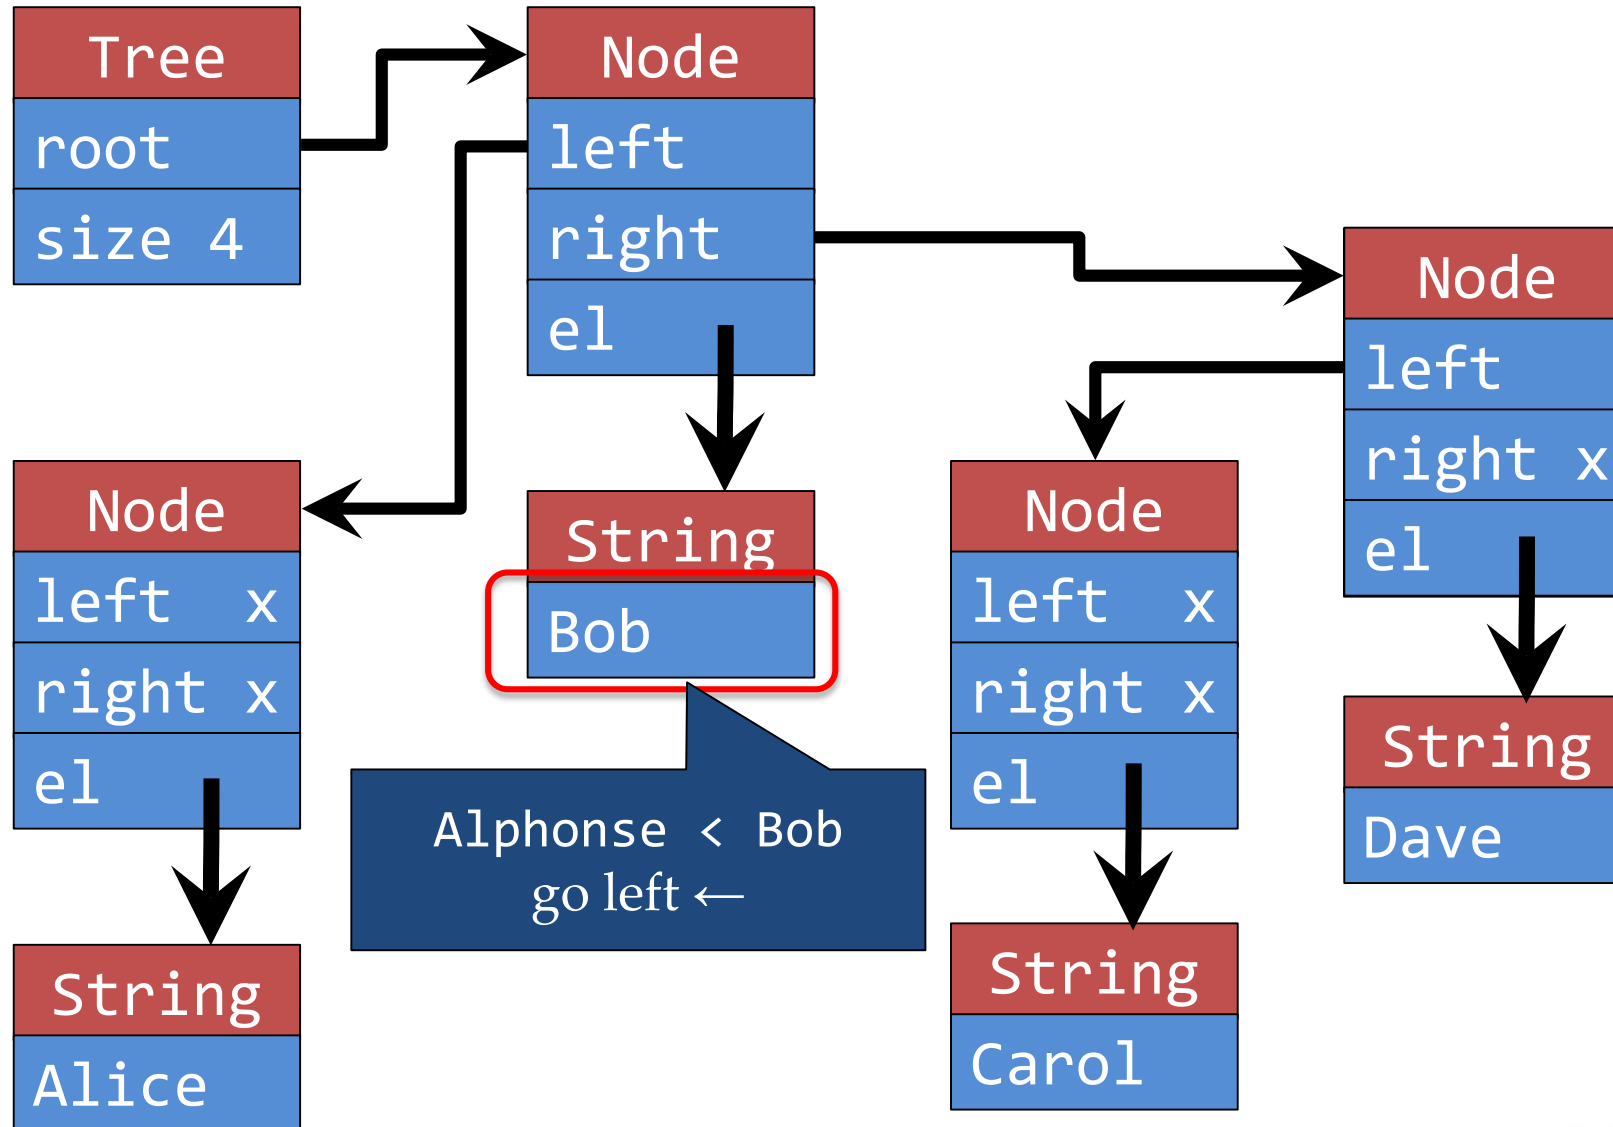 Tree
root
size 4
Node
left
right
el
Node
left
right x
el
Node
left x
right x
el
String
Bob
Node
left x
right x
el
String
Dave
Alphonse < Bob
go left ←
String
Alice
String
Carol